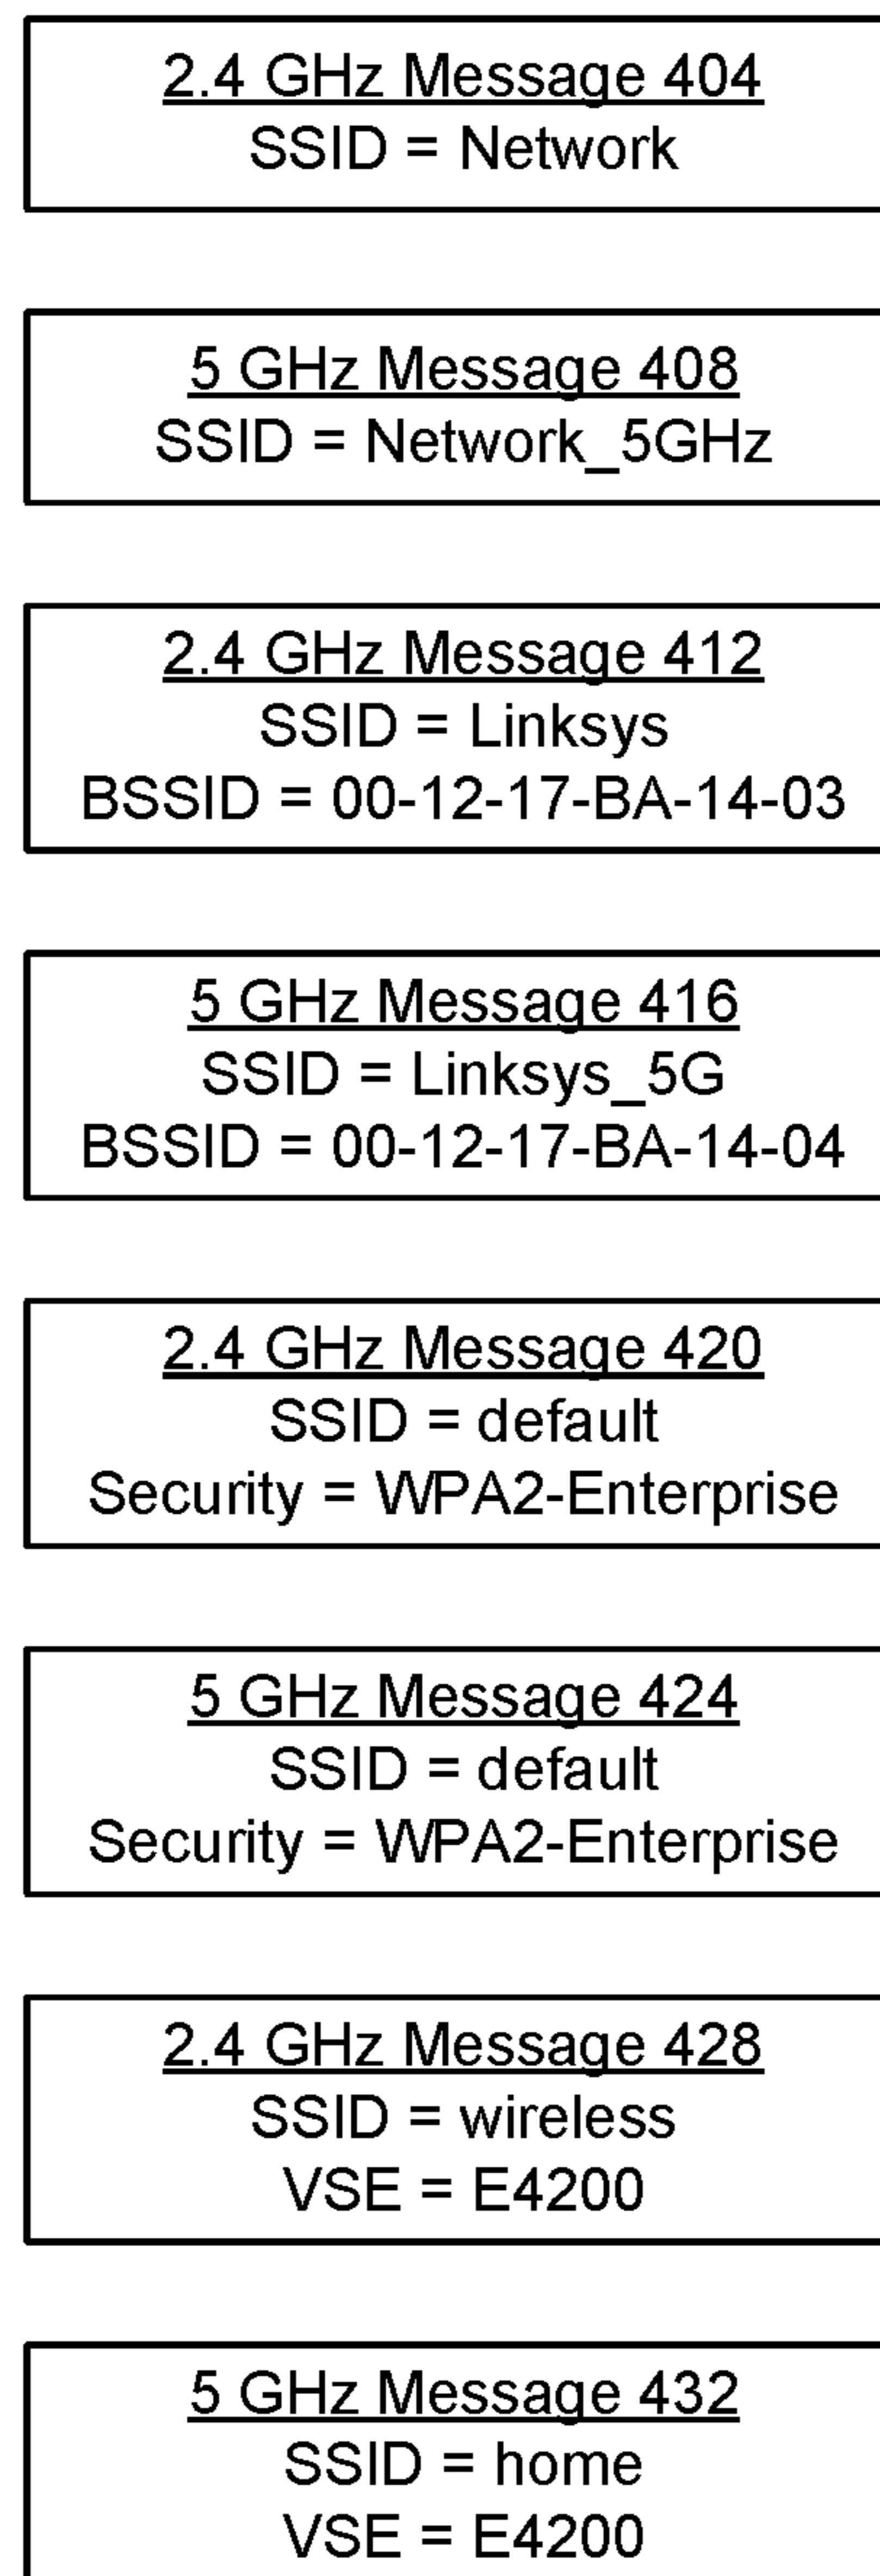 2.4 GHz Message 404
SSID = Network
5 GHz Message 408
SSID = Network_5GHz
2.4 GHz Message 412
SSID = Linksys
BSSID = 00-12-17-BA-14-03
5 GHz Message 416
SSID = Linksys_5G
BSSID = 00-12-17-BA-14-04
2.4 GHz Message 420
SSID = default
Security = WPA2-Enterprise
5 GHz Message 424
SSID = default
Security = WPA2-Enterprise
2.4 GHz Message 428
SSID = wireless
VSE = E4200
5 GHz Message 432
SSID = home
VSE = E4200